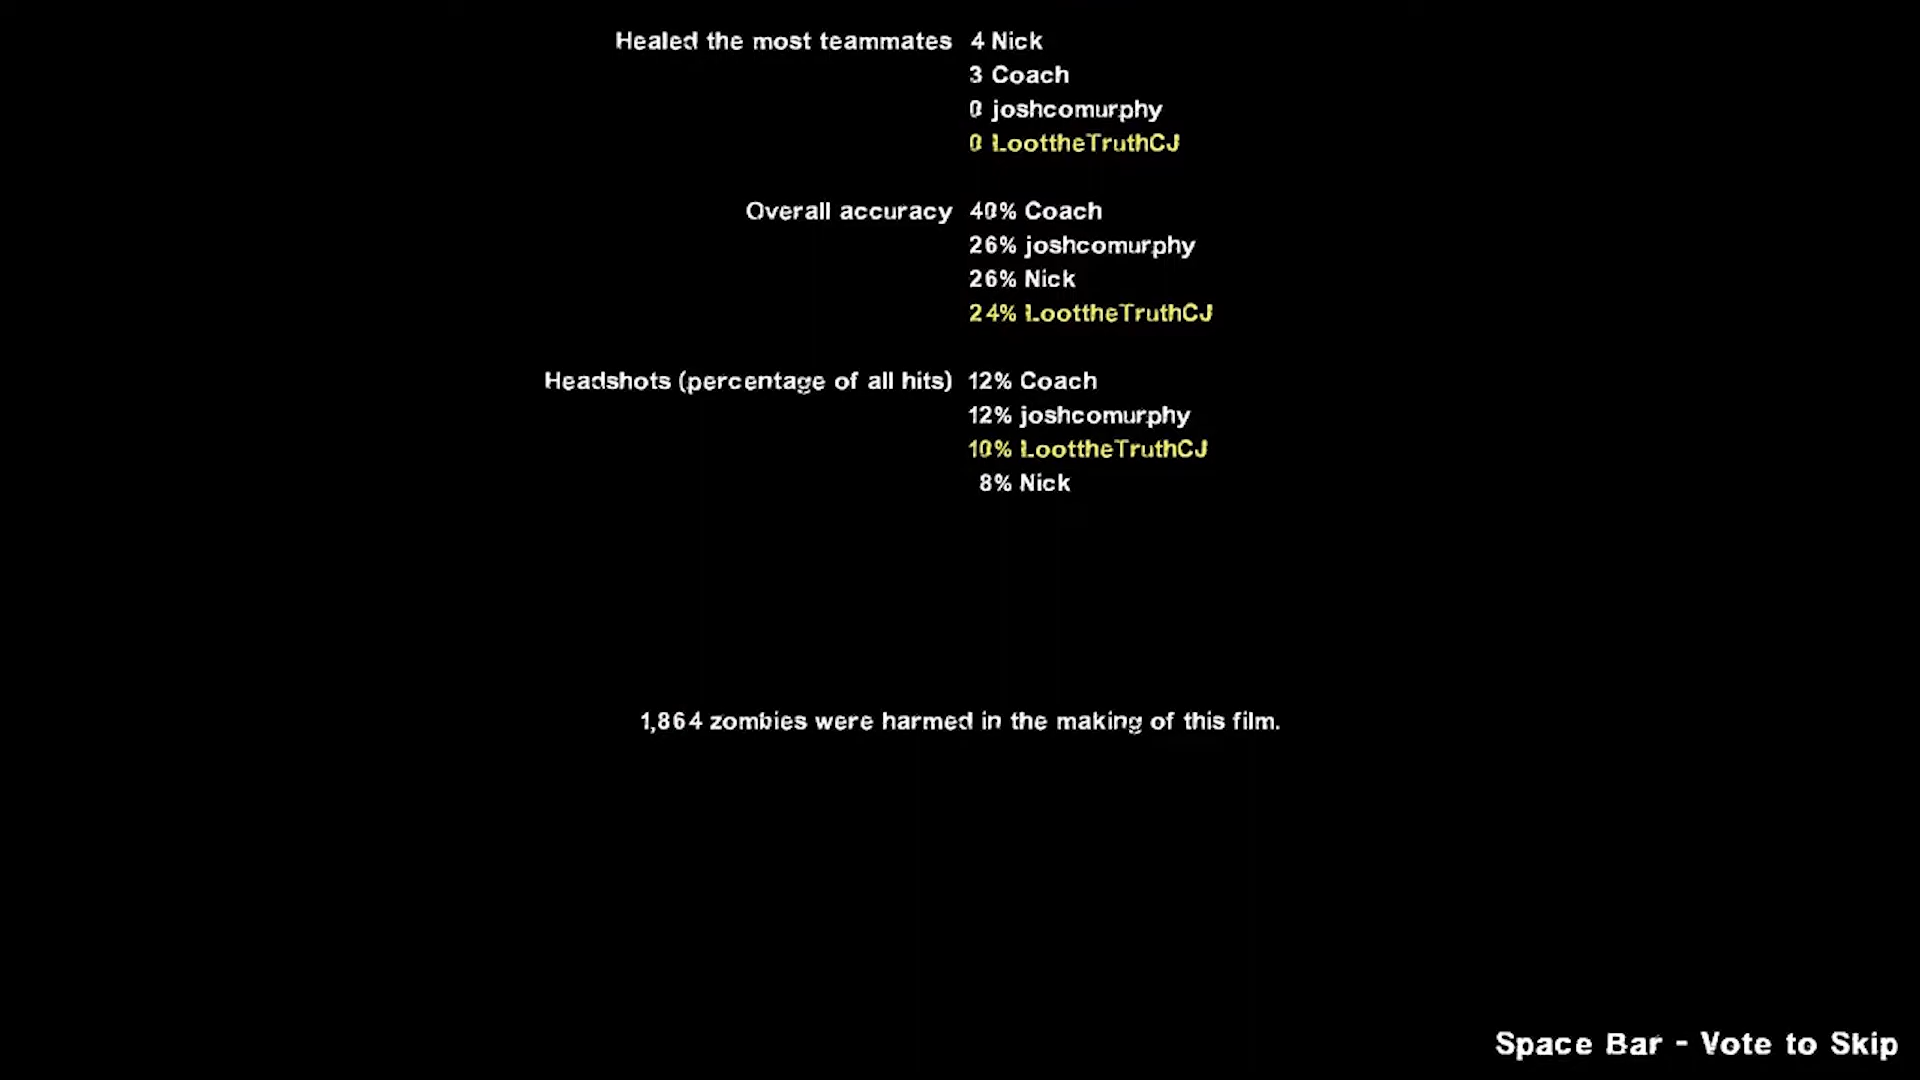 Healed the most teammates 4 Nick
3 Coach
0 joshcomurphy
0 LoottheTruthCJ
Overall accuracy 40% Coach
26% joshcomurphy
26% Nick
24% LoottheTruthCJ
Headshots (percentage of all hits) 12% Coach
12% joshcomurphy
10% LoottheTruthCJ
8% Nick
1,864 zombies were harmed in the making of this film.
Space Bar - Vote to Skip